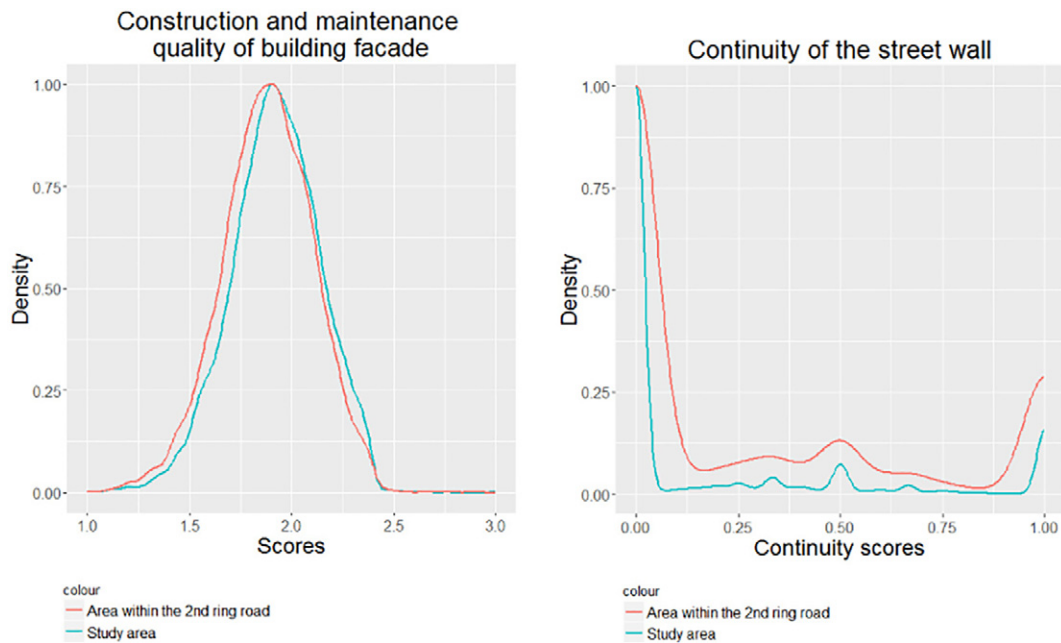 Construction and maintenance
quality of building facade
1.00
0.75
0.50
0.25
0.00
Density
1.0
1.5
2.0
2.5
3.0
Scores
colour
Area within the 2nd ring road
Study area
Continuity of the street wall
1.00
0.75
0.50
0.25
0.00
Density
0.00
0.25
0.50
0.75
1.00
Continuity scores
colour
Area within the 2nd ring road
Study area